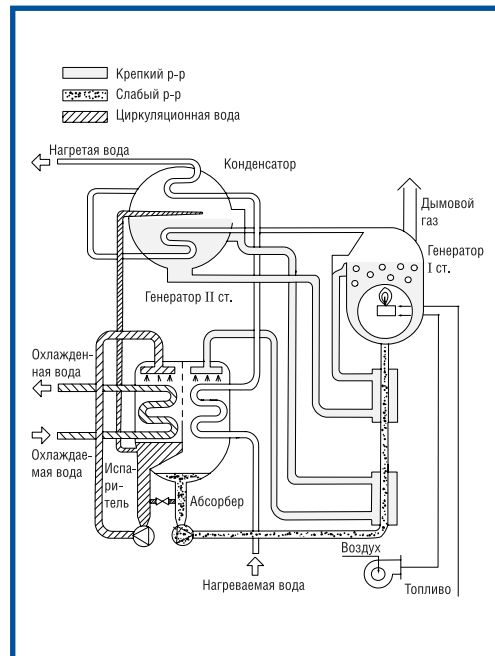 Крепкий р-р
Слабый р-р
Циркуляционная вода
Нагретая вода
Конденсатор
Дымовой
газ
Генератор
I ст.
Генератор II ст.
Охлажден-
ная вода
Охлаждае-
мая вода
Испа-
ри-
тель
Абсорбер
Воздух
Топливо
Нагреваемая вода